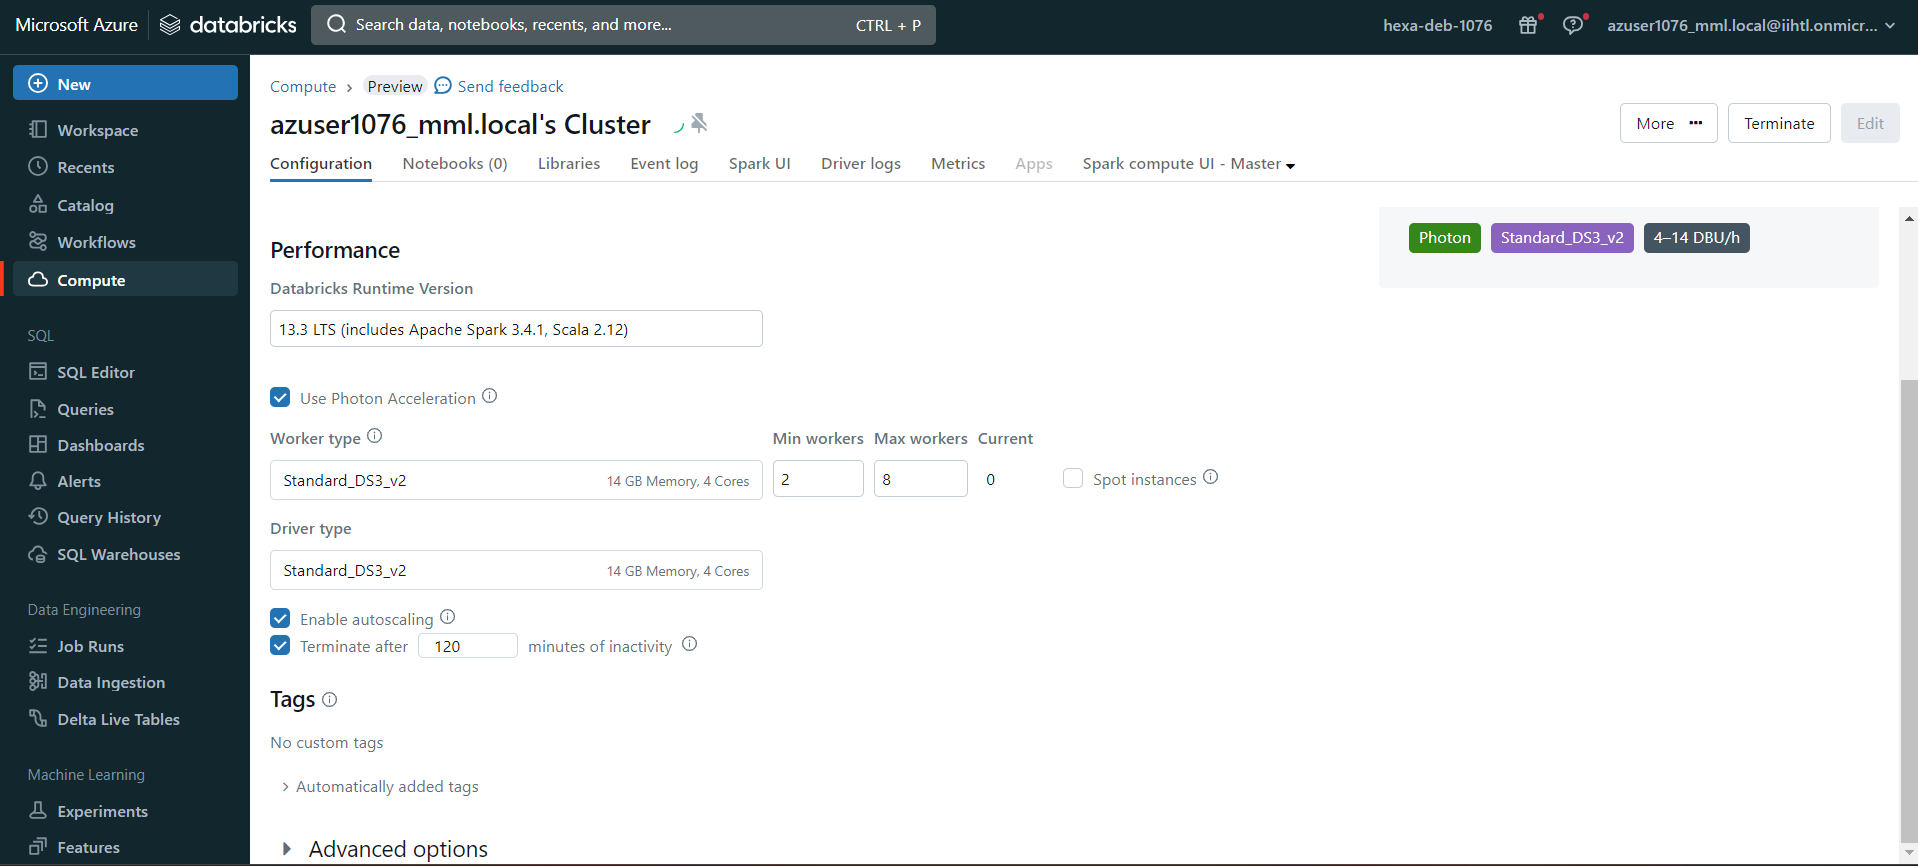 Microsoft Azure databricks Search data, notebooks, recents, and more... CTRL + P hexa-deb-1076 azuser1076_mml.local@iihtl.onmicr...
New
Workspace
Recents
Catalog
Workflows
Compute
SQL
SQL Editor
Queries
Dashboards
Alerts
Query History
SQL Warehouses
Data Engineering
Job Runs
Data Ingestion
Delta Live Tables
Machine Learning
Experiments
Features
Compute > Preview Send feedback
azuser1076_mml.local's Cluster More ... Terminate Edit
Configuration Notebooks (0) Libraries Event log Spark UI Driver logs Metrics Apps Spark compute UI - Master
Photon Standard_DS3_v2 4–14 DBU/h
Performance
Databricks Runtime Version
13.3 LTS (includes Apache Spark 3.4.1, Scala 2.12)
Use Photon Acceleration
Worker type Min workers Max workers Current
Standard_DS3_v2 14 GB Memory, 4 Cores 2 8 0 Spot instances
Driver type
Standard_DS3_v2 14 GB Memory, 4 Cores
Enable autoscaling
Terminate after 120 minutes of inactivity
Tags
No custom tags
> Automatically added tags
Advanced options